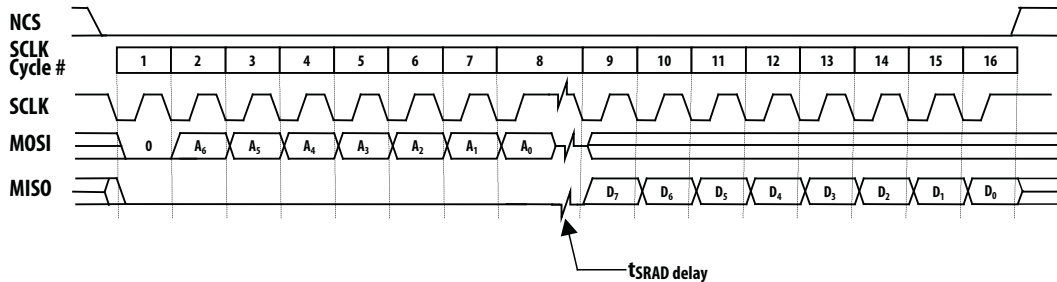 NCS
SCLK
Cycle # 1 2 3 4 5 6 7 8 9 10 11 12 13 14 15 16
SCLK
MOSI 0 A6 A5 A4 A3 A2 A1 A0
MISO D7 D6 D5 D4 D3 D2 D1 D0
tSRAD delay